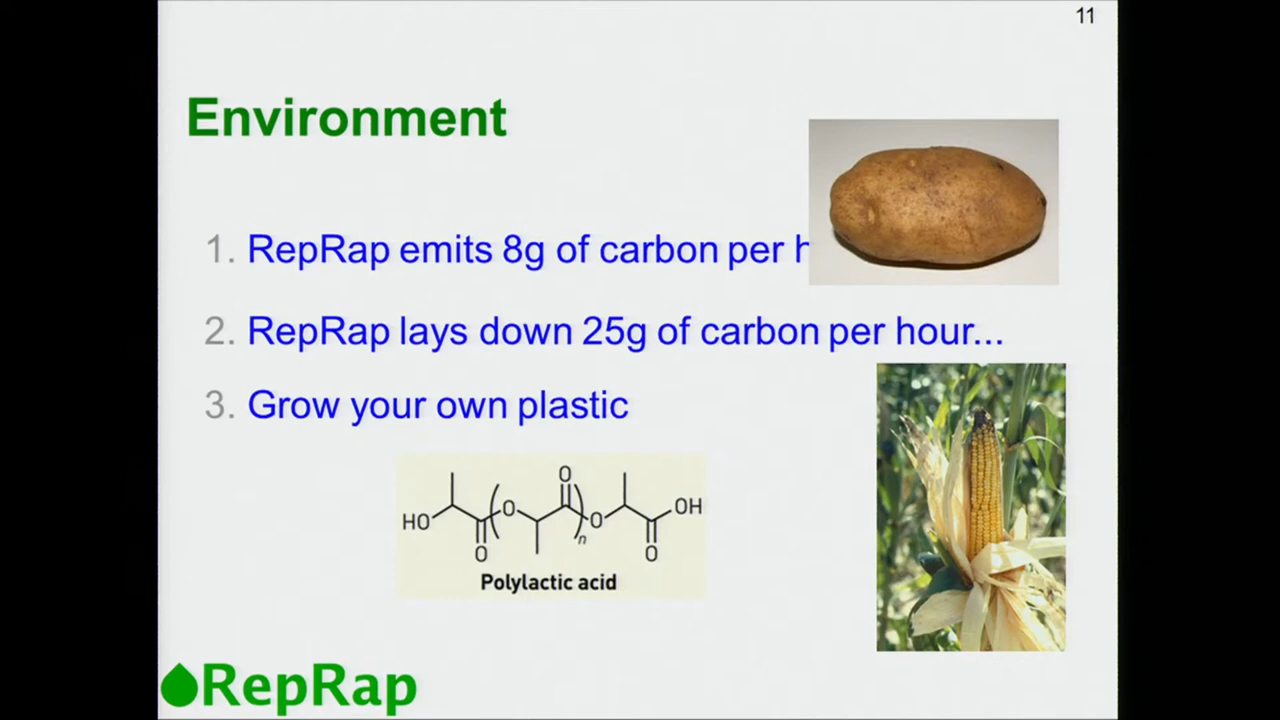 11
Environment
1. RepRap emits 8g of carbon per
2. RepRap lays down 25g of carbon per hour...
3. Grow your own plastic
HO O O O n O O OH
Polylactic acid
RepRap